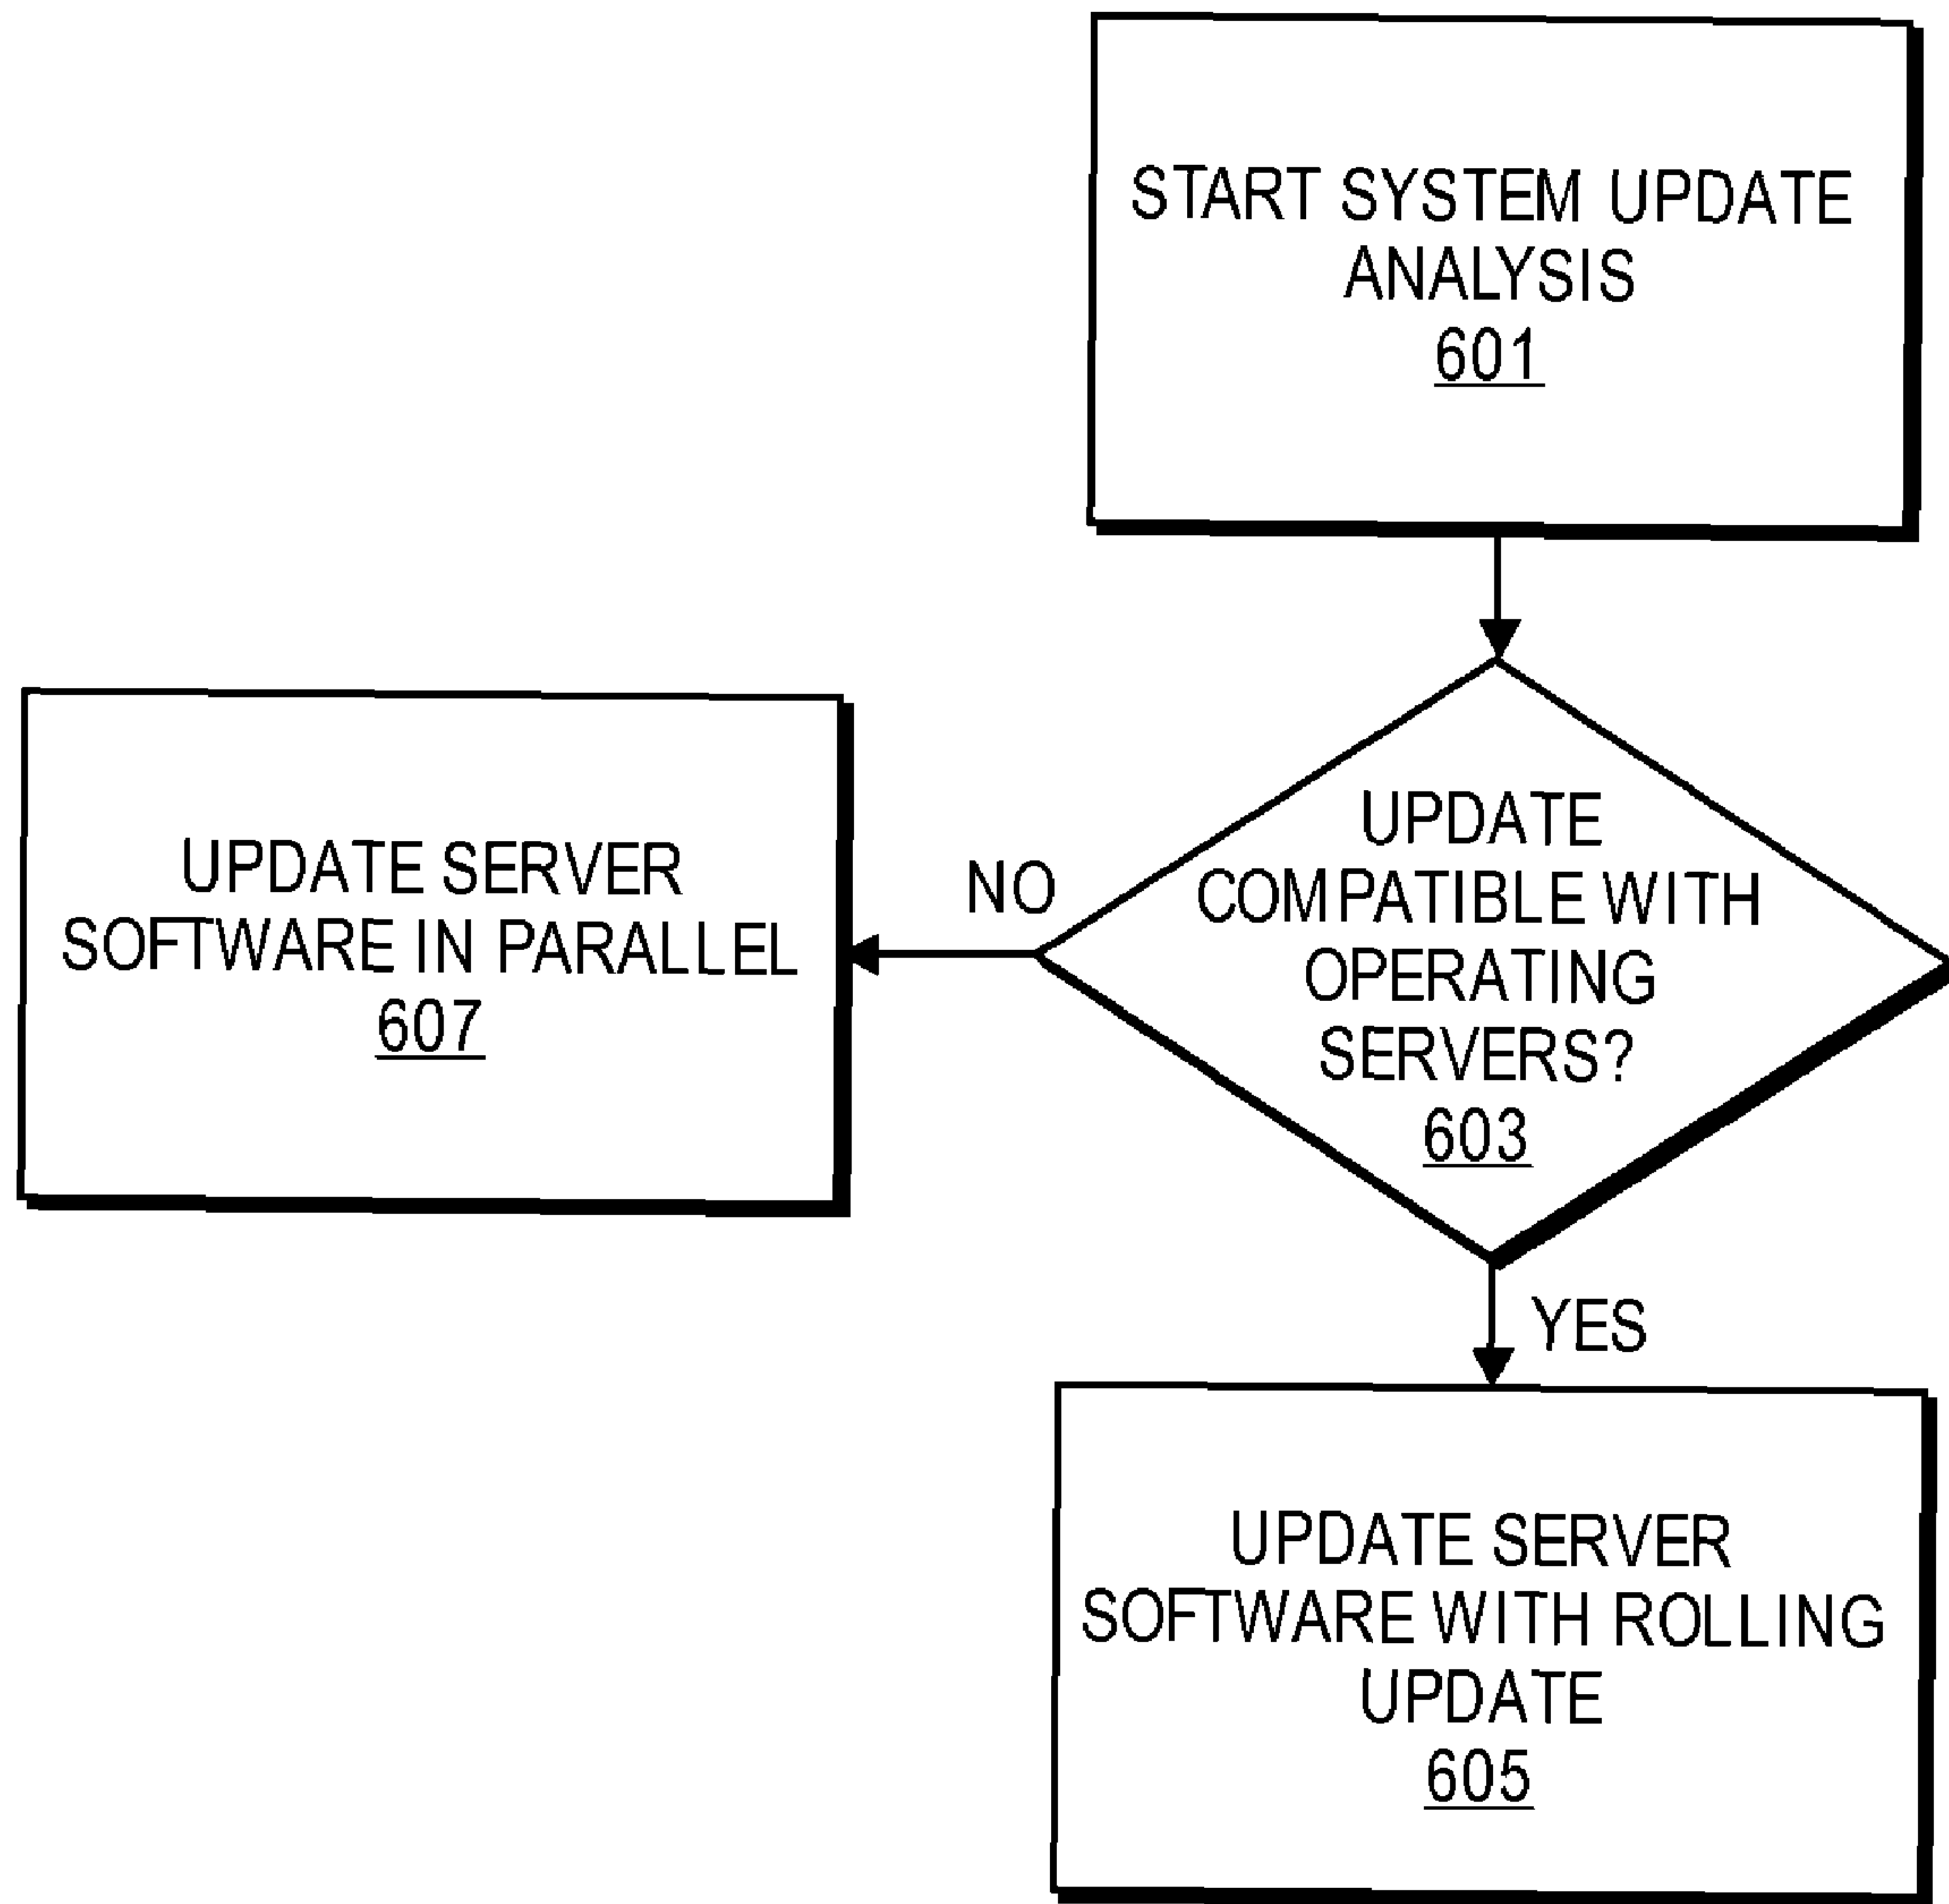 START SYSTEM UPDATE
ANALYSIS
601
UPDATE
COMPATIBLE WITH
OPERATING
SERVERS?
603
NO
UPDATE SERVER
SOFTWARE IN PARALLEL
607
YES
UPDATE SERVER
SOFTWARE WITH ROLLING
UPDATE
605